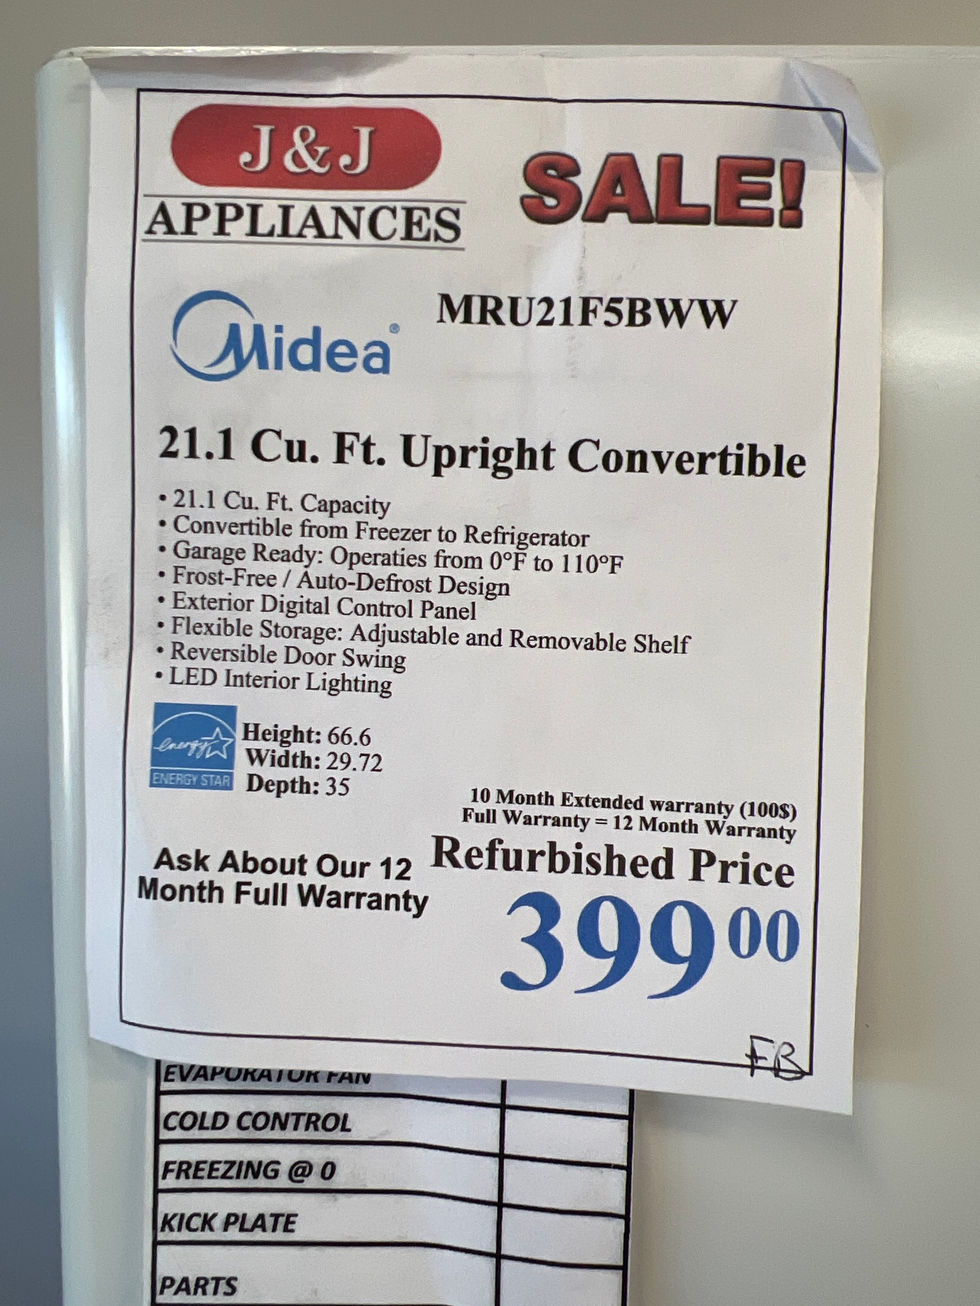 J&J
APPLIANCES
SALE!
Midea®
MRU21F5BWW
21.1 Cu. Ft. Upright Convertible
• 21.1 Cu. Ft. Capacity
• Convertible from Freezer to Refrigerator
• Garage Ready: Operaties from 0°F to 110°F
• Frost-Free / Auto-Defrost Design
• Exterior Digital Control Panel
• Flexible Storage: Adjustable and Removable Shelf
• Reversible Door Swing
• LED Interior Lighting
energy
ENERGY STAR
Height: 66.6
Width: 29.72
Depth: 35
10 Month Extended warranty (100$)
Full Warranty = 12 Month Warranty
Ask About Our 12
Month Full Warranty
Refurbished Price
399 00
FB
EVAPORATOR FAN
COLD CONTROL
FREEZING @ 0
KICK PLATE
PARTS